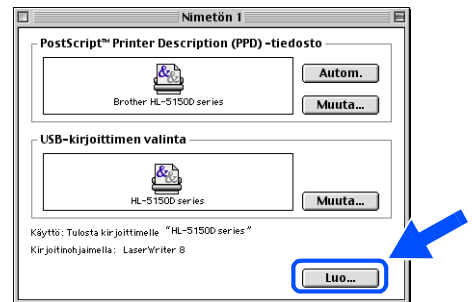 Nimetön 1
PostScript™ Printer Description (PPD) -tiedosto
Autom.
Brother HL-5150D series
Muuta...
USB-kirjoittimen valinta
HL-5150D series
Muuta...
Käyttö: Tulosta kirjoittimelle "HL-5150D series"
Kirjoitinohjaimella: LaserWriter 8
Luo...